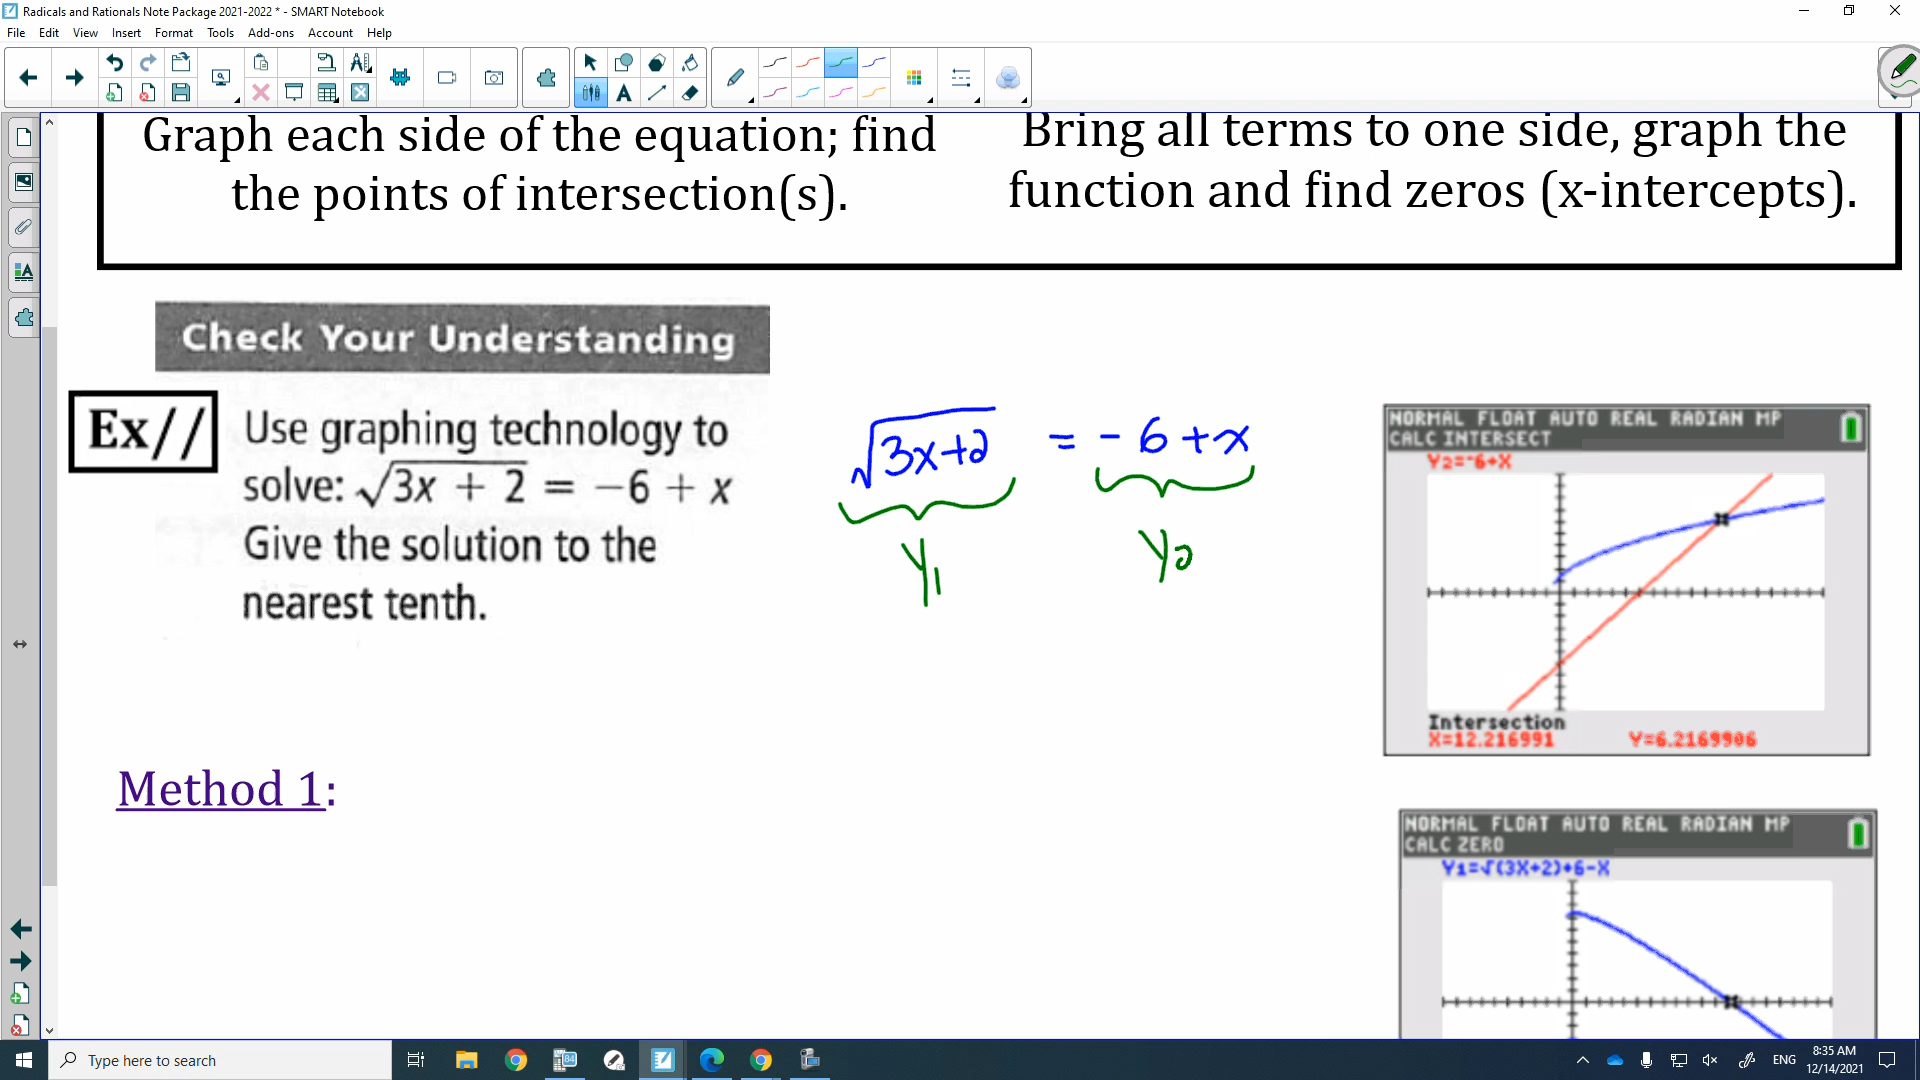 Radicals and Rationals Note Package 2021-2022 * - SMART Notebook
File Edit View Insert Format Tools Add-ons Account Help
Graph each side of the equation; find
the points of intersection(s).
Bring all terms to one side, graph the
function and find zeros (x-intercepts).
Check Your Understanding
Ex//
Use graphing technology to
solve: √3x + 2 = −6 + x
Give the solution to the
nearest tenth.
√3x+2 = -6+x
y1 y2
NORMAL FLOAT AUTO REAL RADIAN MP
CALC INTERSECT
Y2=-6+X
Intersection
X=12.216991 Y=6.2169906
Method 1:
NORMAL FLOAT AUTO REAL RADIAN MP
CALC ZERO
Y1=√(3X+2)+6-X
Type here to search
84
ENG
8:35 AM
12/14/2021